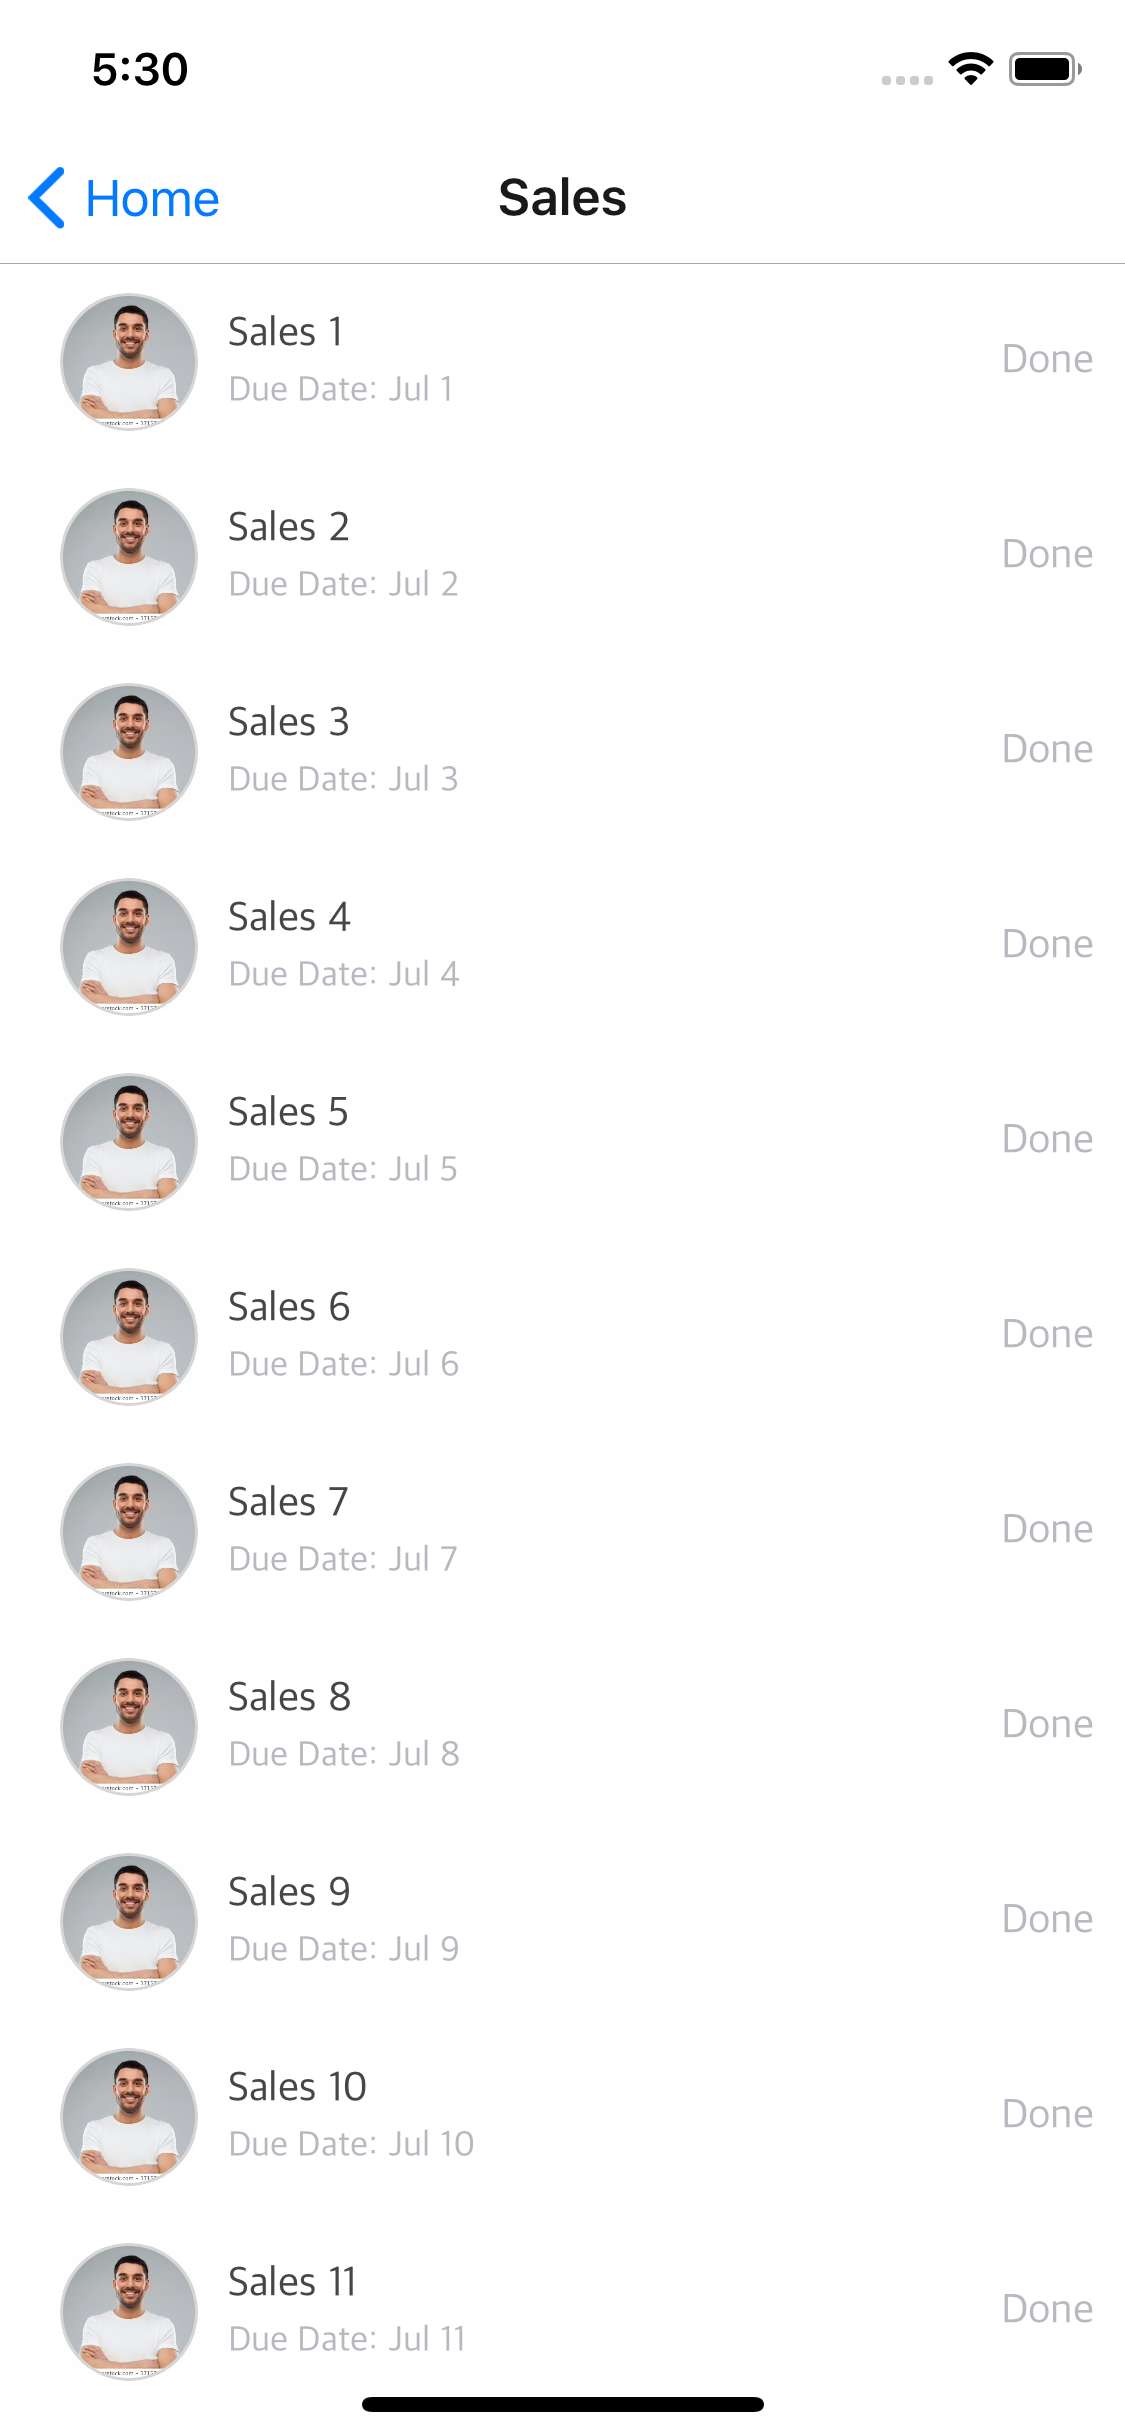 5:30
Home
Sales
Sales 1
Due Date: Jul 1
Done
Sales 2
Due Date: Jul 2
Done
Sales 3
Due Date: Jul 3
Done
Sales 4
Due Date: Jul 4
Done
Sales 5
Due Date: Jul 5
Done
Sales 6
Due Date: Jul 6
Done
Sales 7
Due Date: Jul 7
Done
Sales 8
Due Date: Jul 8
Done
Sales 9
Due Date: Jul 9
Done
Sales 10
Due Date: Jul 10
Done
Sales 11
Due Date: Jul 11
Done